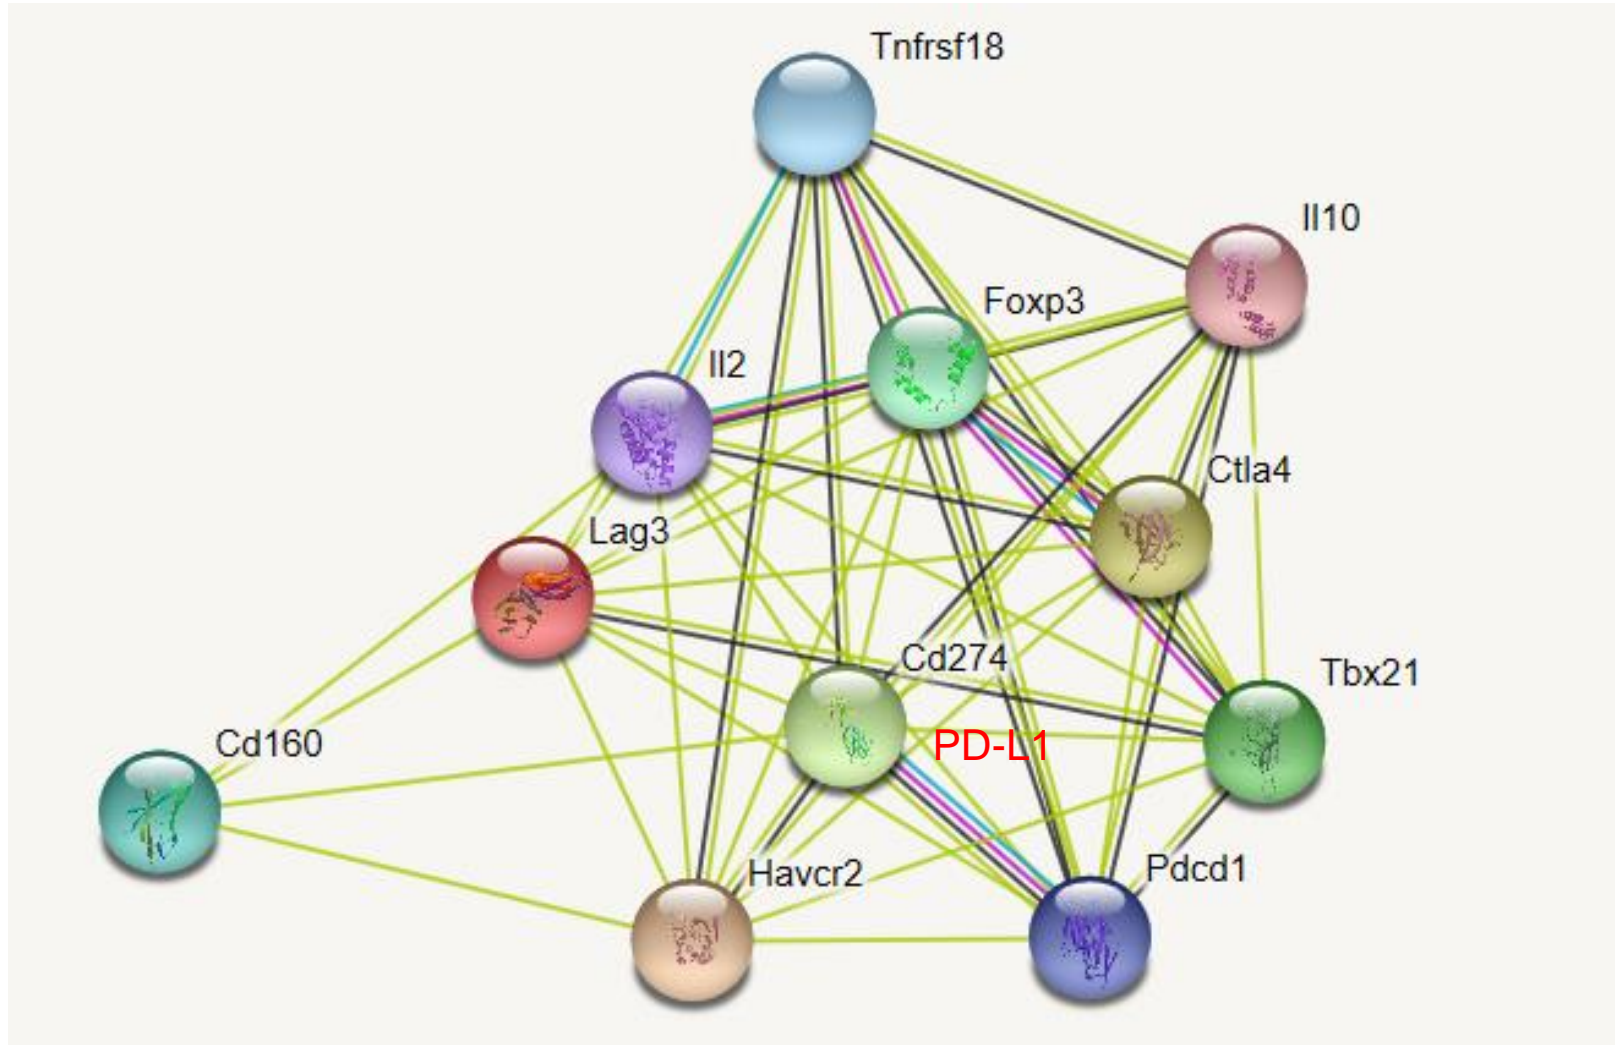 Tnfrsf18
Il10
Foxp3
Il2
Ctla4
Lag3
Cd274
Tbx21
PD-L1
Cd160
Havcr2
Pdcd1